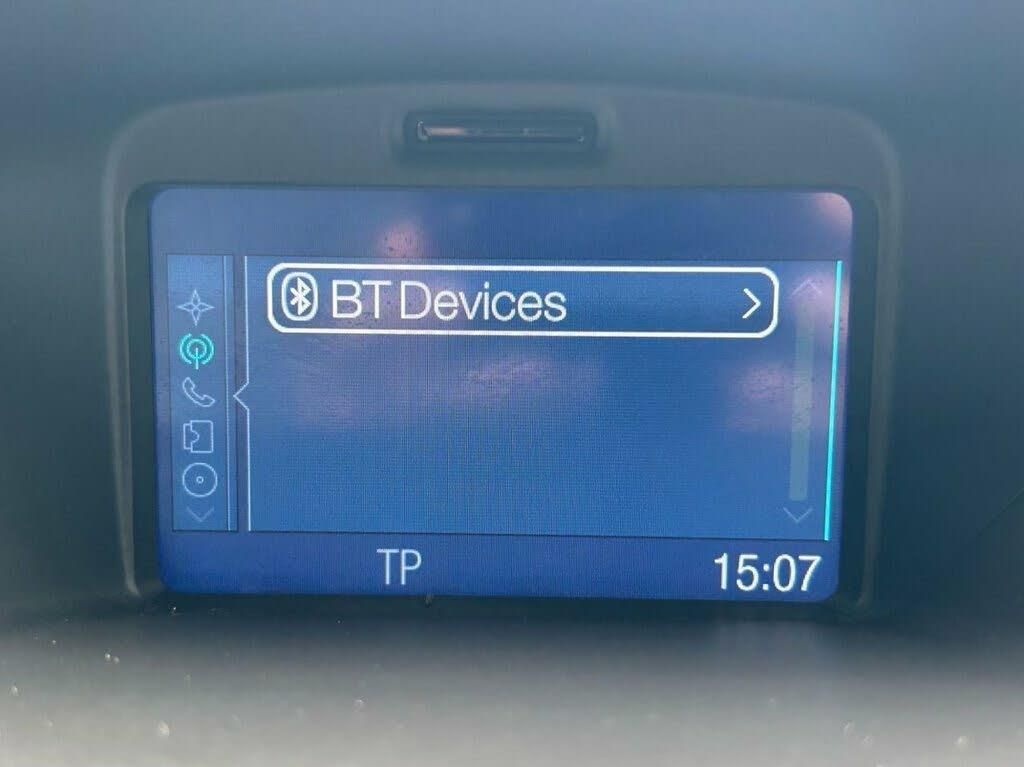 BT Devices
TP
15:07